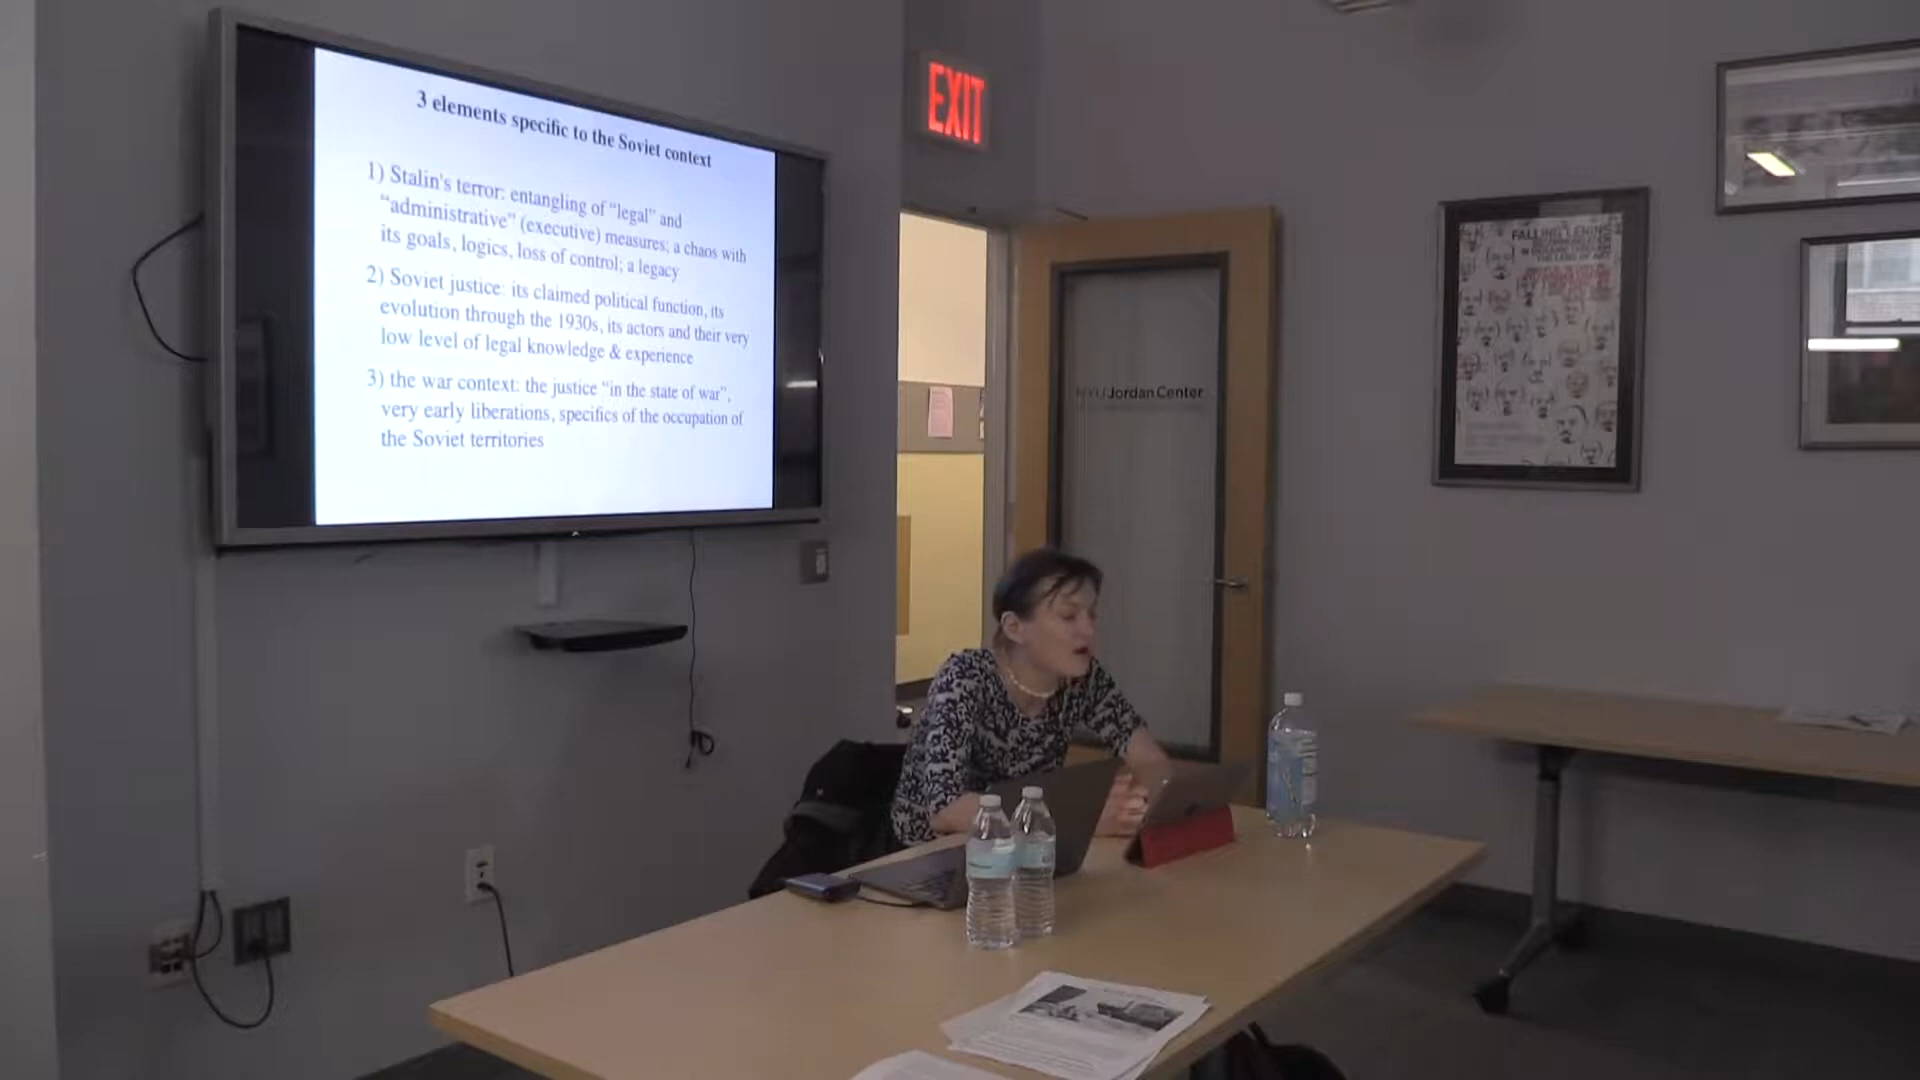 3 elements specific to the Soviet context
1) Stalin's terror: entangling of “legal” and
“administrative” (executive) measures; a chaos with
its goals, logics, loss of control; a legacy
2) Soviet justice: its claimed political function, its
evolution through the 1930s, its actors and their very
low level of legal knowledge & experience
3) the war context: the justice “in the state of war”,
very early liberations, specifics of the occupation of
the Soviet territories
EXIT
NYU/Jordan Center
FALLING LENINS